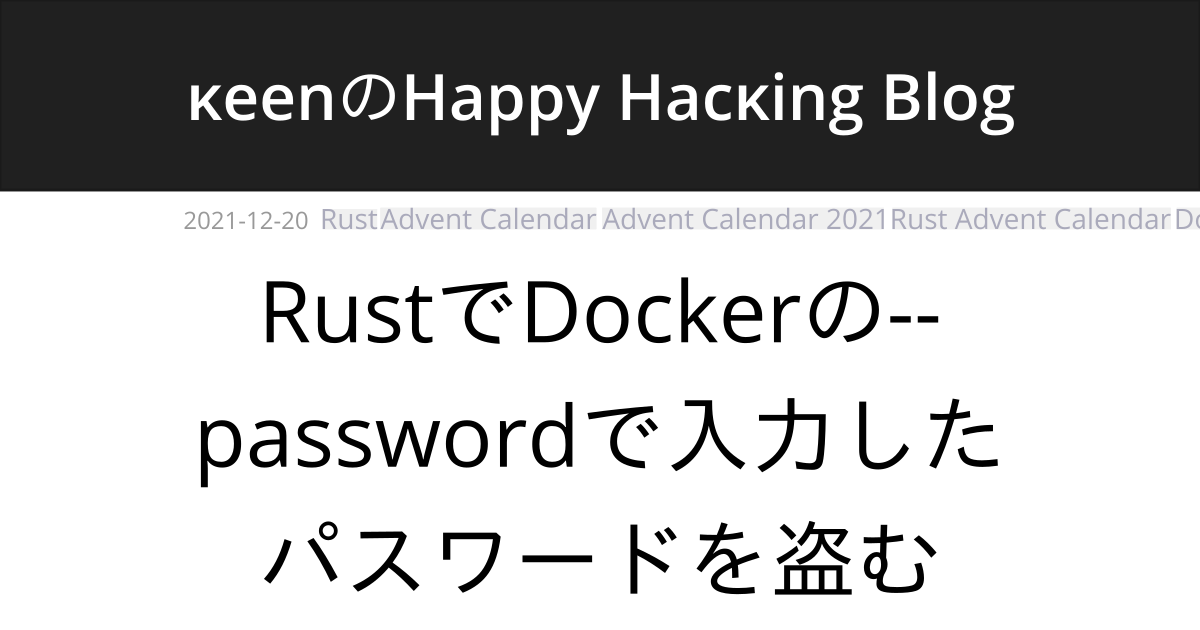 κeenのHappy Hacκing Blog
2021-12-20 Rust Advent Calendar Advent Calendar 2021 Rust Advent Calendar
RustでDockerの--
passwordで入力した
パスワードを盗む